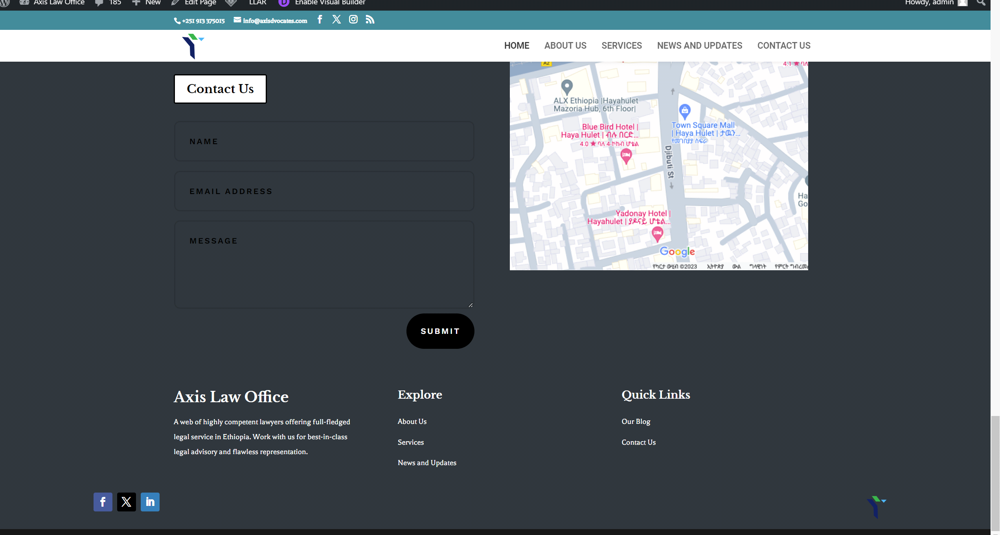 Axis Law Office
185
New
Edit Page
LLAR
Enable Visual Builder
Howdy, admin
+251 913 375015
info@axisdvocates.com
HOME
ABOUT US
SERVICES
NEWS AND UPDATES
CONTACT US
Contact Us
NAME
EMAIL ADDRESS
MESSAGE
SUBMIT
A2
4.1 ★ ባለ
ALX Ethiopia |Hayahulet
Mazoria Hub, 6th Floor|
Town Square Mall
| Haya Hulet | ታዉን...
የመገበያያ ስፍራ
Blue Bird Hotel |
Haya Hulet | ብሉ በርድ...
4.0 ★ ባለ 4-ኮከብ ሆቴል
Djibuti St
Ha
Go
Yadonay Hotel |
Hayahulet | ያዶናይ ሆቴል...
Google
የካርታ ውሂብ ©2023
ኢትዮጵያ
ውል
ግላዊነት
የምርት ግብረመ
Axis Law Office
A web of highly competent lawyers offering full-fledged
legal service in Ethiopia. Work with us for best-in-class
legal advisory and flawless representation.
Explore
About Us
Services
News and Updates
Quick Links
Our Blog
Contact Us